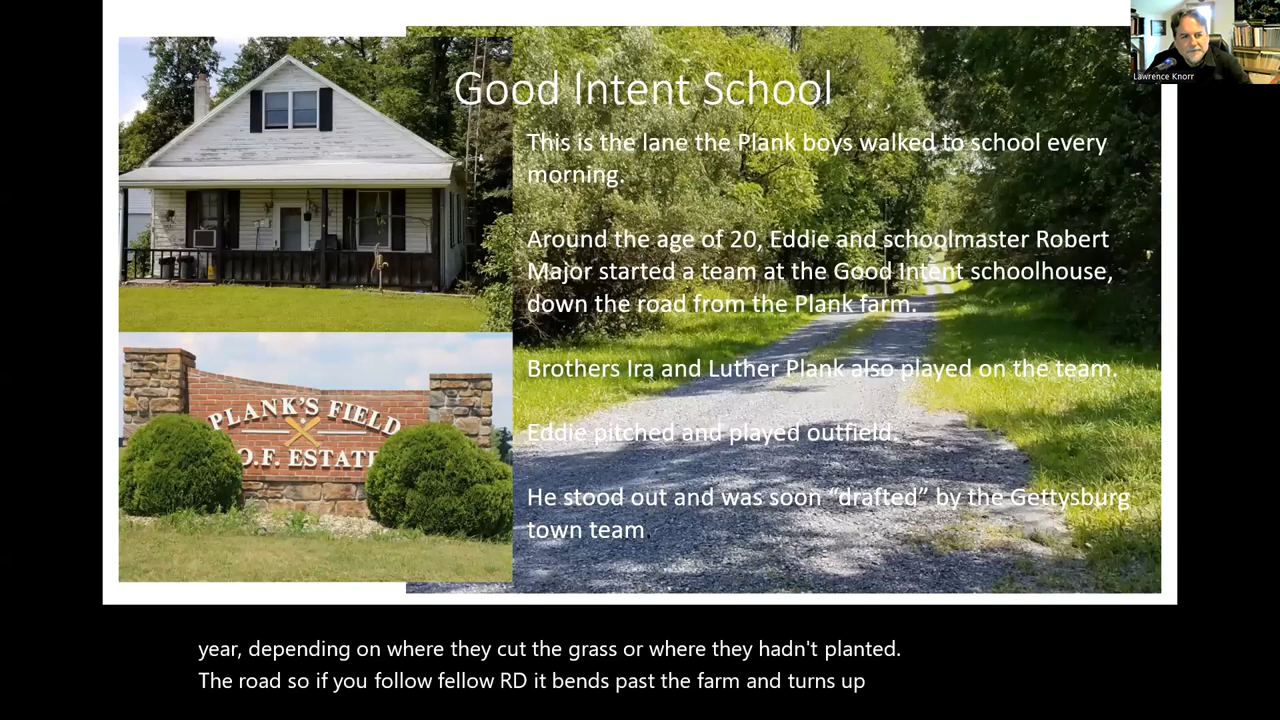 Lawrence Knorr
Good Intent School
This is the lane the Plank boys walked to school every
morning.
Around the age of 20, Eddie and schoolmaster Robert
Major started a team at the Good Intent schoolhouse,
down the road from the Plank farm.
Brothers Ira and Luther Plank also played on the team.
Eddie pitched and played outfield.
He stood out and was soon “drafted” by the Gettysburg
town team.
PLANK'S FIELD
O.F. ESTATE
year, depending on where they cut the grass or where they hadn't planted.
The road so if you follow fellow RD it bends past the farm and turns up